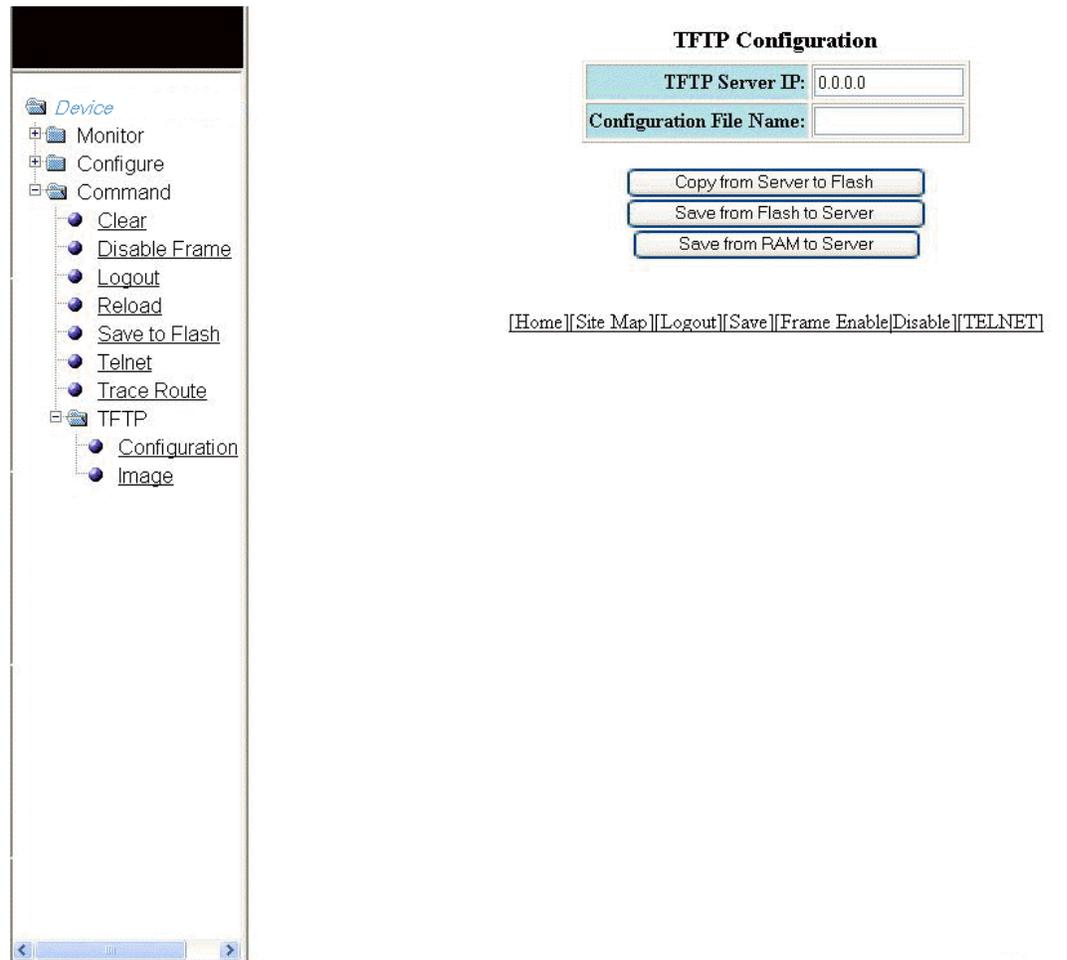 Device
Monitor
Configure
Command
Clear
Disable Frame
Logout
Reload
Save to Flash
Telnet
Trace Route
TFTP
Configuration
Image
TFTP Configuration
TFTP Server IP: 0.0.0.0
Configuration File Name:
Copy from Server to Flash
Save from Flash to Server
Save from RAM to Server
[Home][Site Map][Logout][Save][Frame Enable|Disable][TELNET]